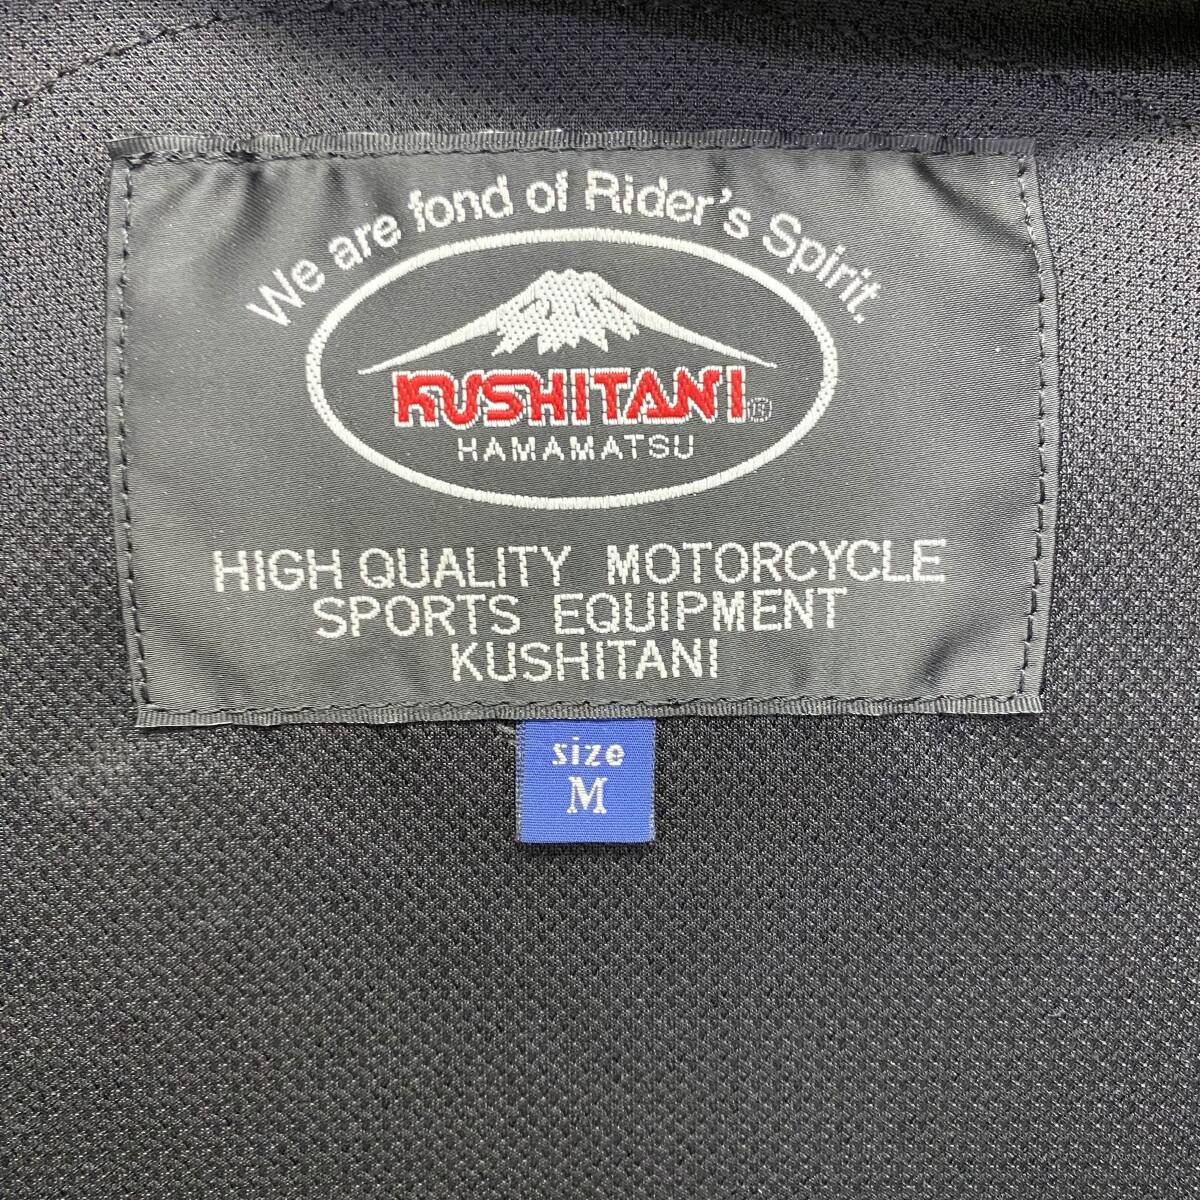 We are fond of Rider's Spirit.
KUSHITANI®
HAMAMATSU
HIGH QUALITY MOTORCYCLE
SPORTS EQUIPMENT
KUSHITANI
size
M